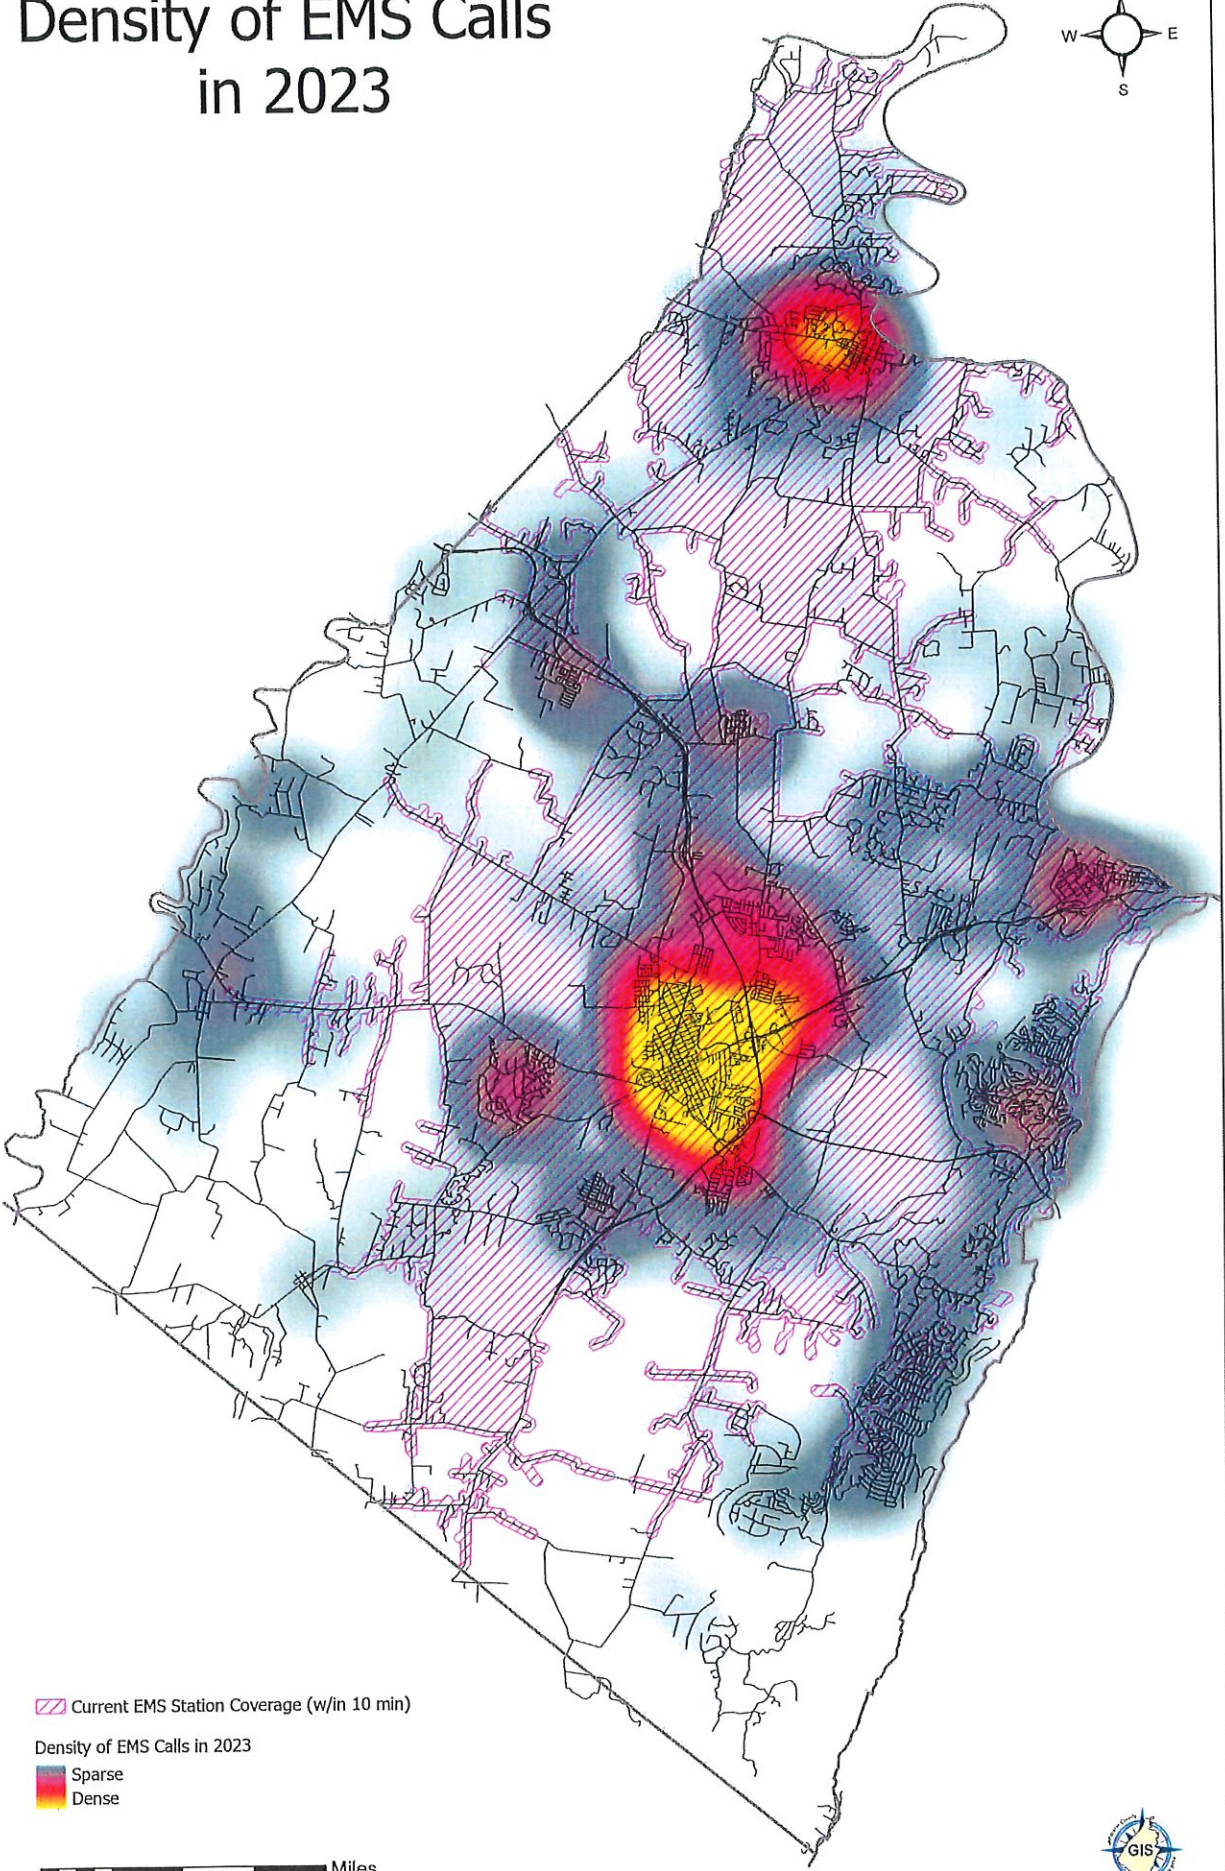 Density of EMS Calls
in 2023
W E
S
Current EMS Station Coverage (w/in 10 min)
Density of EMS Calls in 2023
Sparse
Dense
Miles
GIS